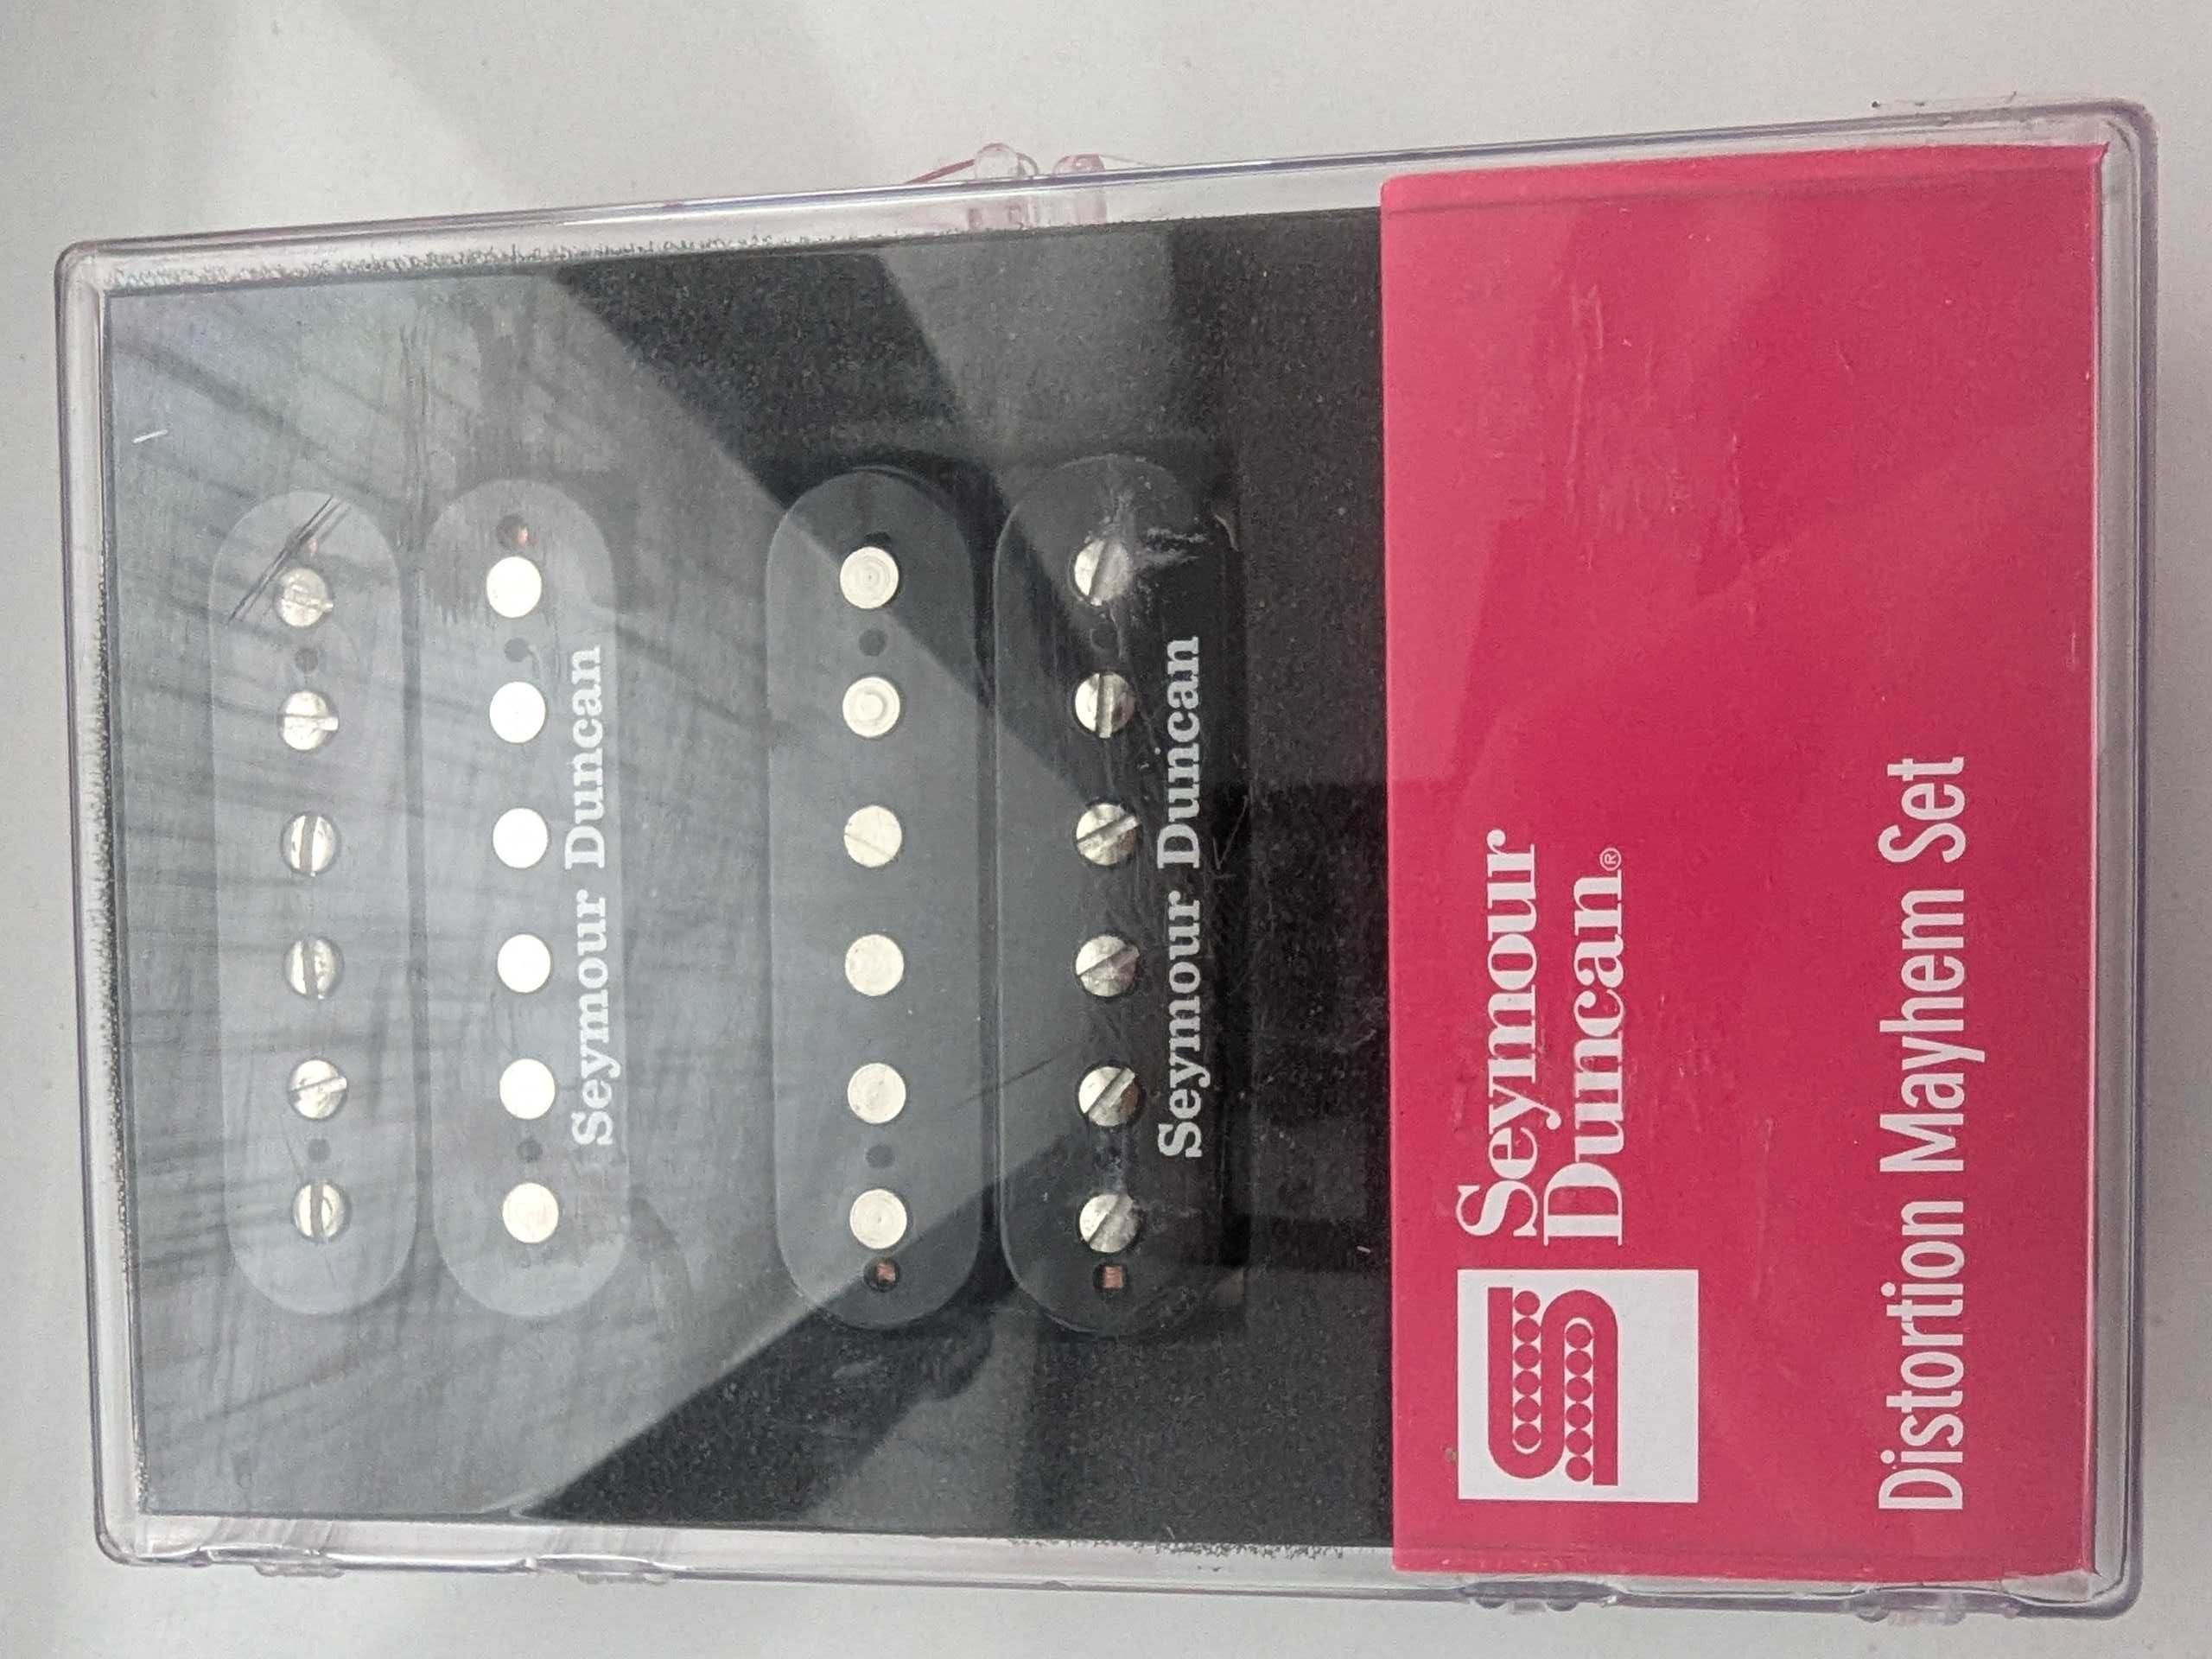 Seymour Duncan
Seymour Duncan
Seymour
Duncan®
Distortion Mayhem Set